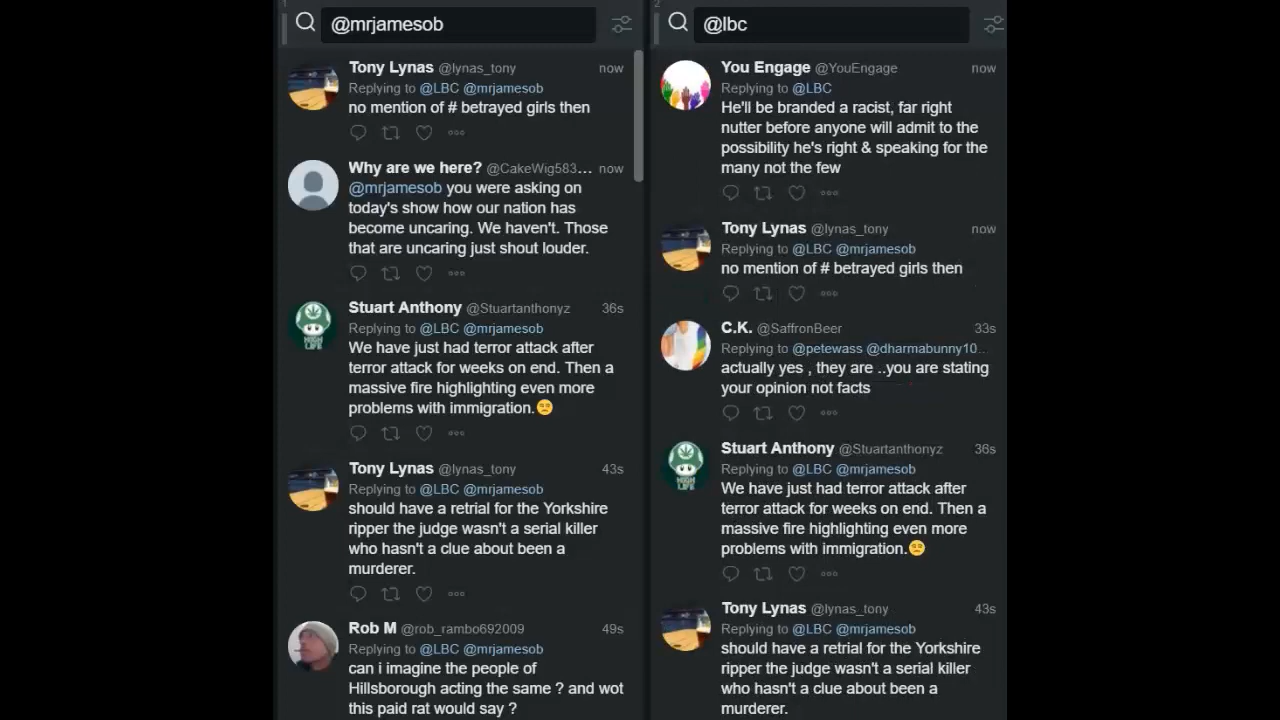 1
@mrjamesob
Tony Lynas @lynas_tony now
Replying to @LBC @mrjamesob
no mention of # betrayed girls then
Why are we here? @CakeWig583... now
@mrjamesob you were asking on
today's show how our nation has
become uncaring. We haven't. Those
that are uncaring just shout louder.
Stuart Anthony @Stuartanthonyz 36s
Replying to @LBC @mrjamesob
We have just had terror attack after
terror attack for weeks on end. Then a
massive fire highlighting even more
problems with immigration.
HIGH
LIFE
Tony Lynas @lynas_tony 43s
Replying to @LBC @mrjamesob
should have a retrial for the Yorkshire
ripper the judge wasn't a serial killer
who hasn't a clue about been a
murderer.
Rob M @rob_rambo692009 49s
Replying to @LBC @mrjamesob
can i imagine the people of
Hillsborough acting the same ? and wot
this paid rat would say ?
2
@lbc
You Engage @YouEngage now
Replying to @LBC
He'll be branded a racist, far right
nutter before anyone will admit to the
possibility he's right & speaking for the
many not the few
Tony Lynas @lynas_tony now
Replying to @LBC @mrjamesob
no mention of # betrayed girls then
C.K. @SaffronBeer 33s
Replying to @petewass @dharmabunny10...
actually yes , they are ..you are stating
your opinion not facts
Stuart Anthony @Stuartanthonyz 36s
Replying to @LBC @mrjamesob
We have just had terror attack after
terror attack for weeks on end. Then a
massive fire highlighting even more
problems with immigration.
HIGH
LIFE
Tony Lynas @lynas_tony 43s
Replying to @LBC @mrjamesob
should have a retrial for the Yorkshire
ripper the judge wasn't a serial killer
who hasn't a clue about been a
murderer.